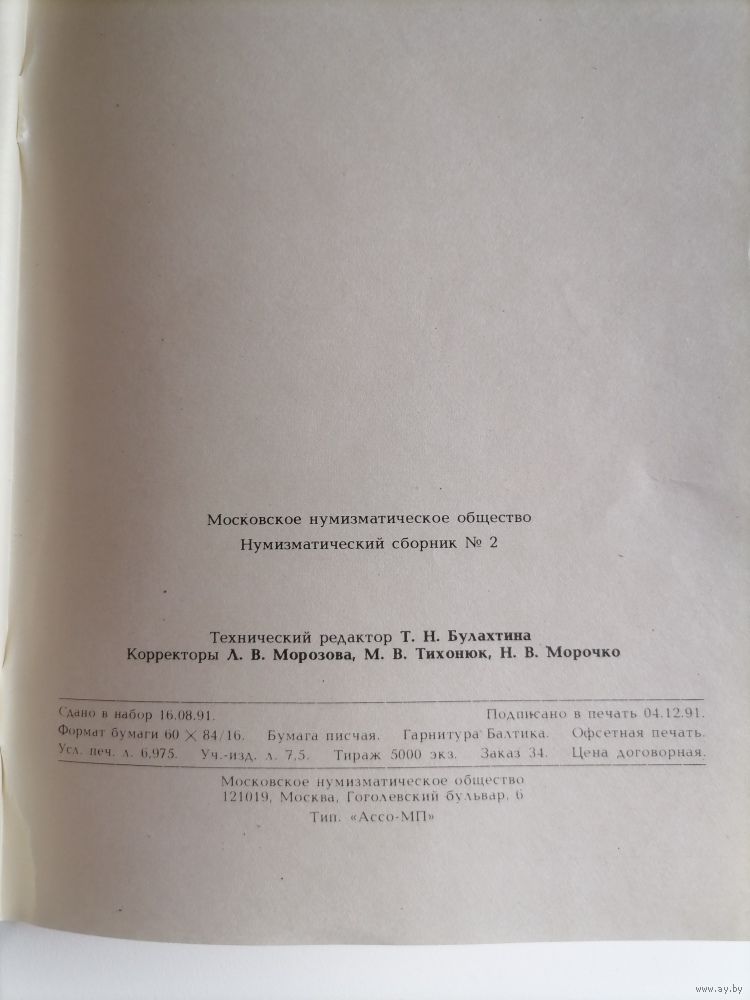 Московское нумизматическое общество
Нумизматический сборник № 2
Технический редактор Т. Н. Булахтина
Корректоры Л. В. Морозова, М. В. Тихонюк, Н. В. Морочко
Сдано в набор 16.08.91. Подписано в печать 04.12.91.
Формат бумаги 60 × 84/16. Бумага писчая. Гарнитура Балтика. Офсетная печать.
Усл. печ. л. 6,975. Уч.-изд. л. 7,5. Тираж 5000 экз. Заказ 34. Цена договорная.
Московское нумизматическое общество
121019, Москва, Гоголевский бульвар, 6
Тип. «Ассо-МП»
www.ay.by